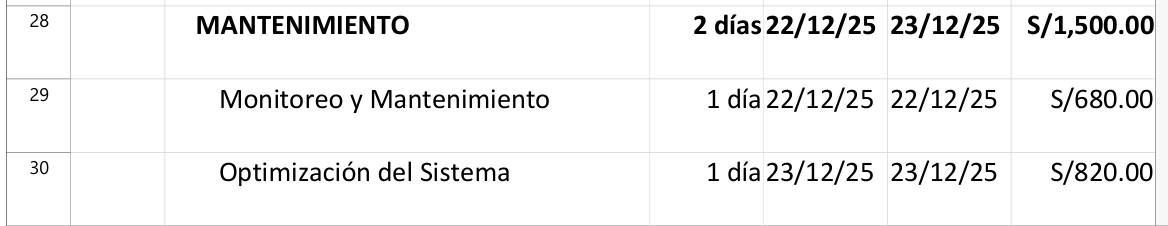 28 MANTENIMIENTO 2 días 22/12/25 23/12/25 S/1,500.00
29 Monitoreo y Mantenimiento 1 día 22/12/25 22/12/25 S/680.00
30 Optimización del Sistema 1 día 23/12/25 23/12/25 S/820.00